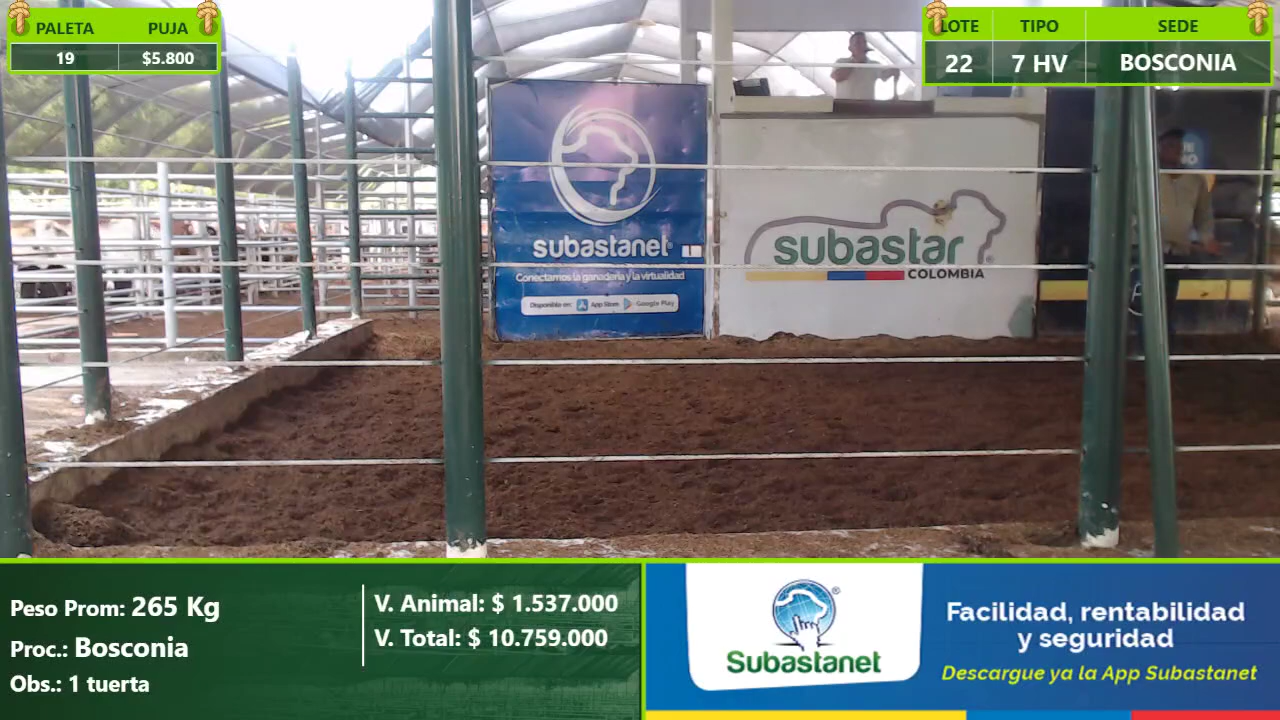 PALETA PUJA
19 $5.800
LOTE TIPO SEDE
22 7 HV BOSCONIA
subastanet
Conectamos la ganadería y la virtualidad
Disponible en: App Store Google Play
subastar
COLOMBIA
Peso Prom: 265 Kg
Proc.: Bosconia
Obs.: 1 tuerta
V. Animal: $ 1.537.000
V. Total: $ 10.759.000
Subastanet
Facilidad, rentabilidad
y seguridad
Descargue ya la App Subastanet